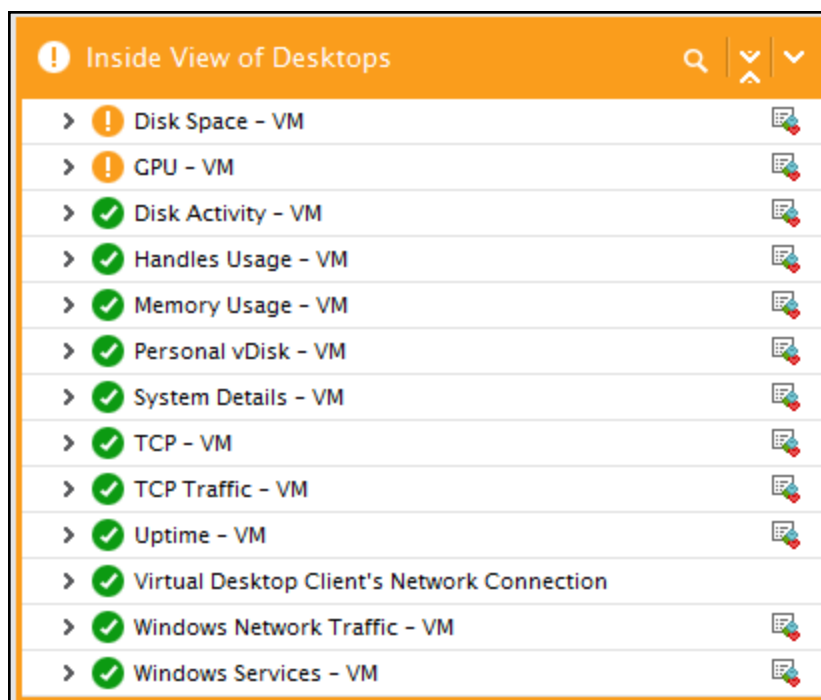 Inside View of Desktops
Disk Space - VM
GPU - VM
Disk Activity - VM
Handles Usage - VM
Memory Usage - VM
Personal vDisk - VM
System Details - VM
TCP - VM
TCP Traffic - VM
Uptime - VM
Virtual Desktop Client's Network Connection
Windows Network Traffic - VM
Windows Services - VM